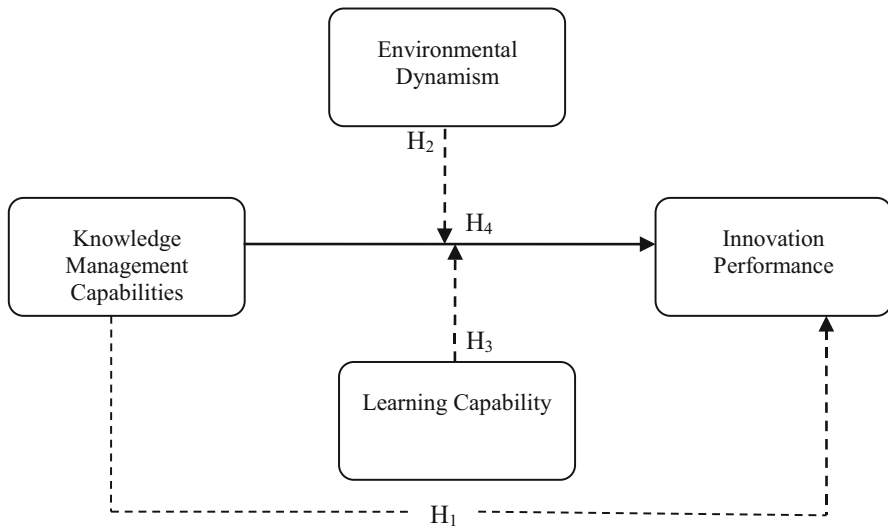 Environmental
Dynamism
H₂
Knowledge
Management
Capabilities
H₄
Innovation
Performance
H₃
Learning Capability
H₁